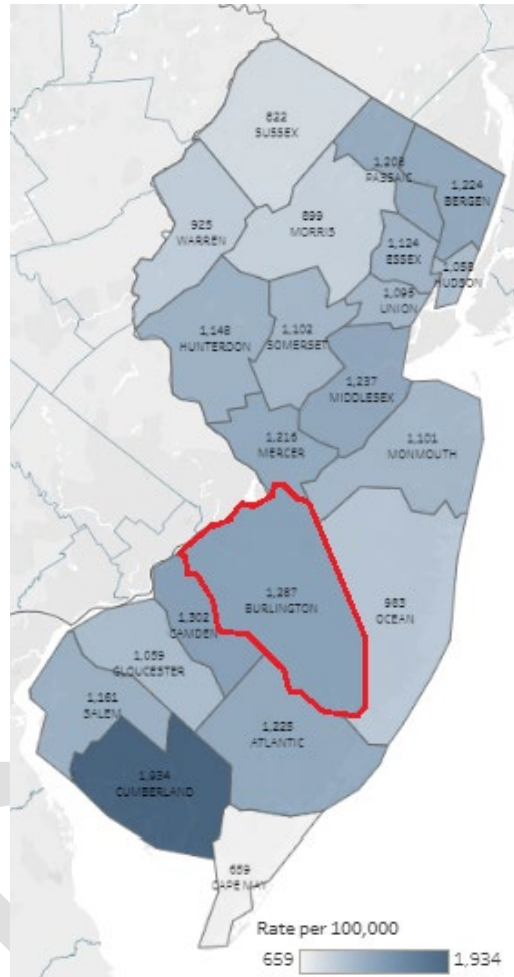 822
SUSSEX
1,208
PASSAIC
1,224
BERGEN
925
WARREN
899
MORRIS
1,124
ESSEX
1,058
HUDSON
1,095
UNION
1,148
HUNTERDON
1,102
SOMERSET
1,237
MIDDLESEX
1,216
MERCER
1,101
MONMOUTH
1,287
BURLINGTON
983
OCEAN
1,302
CAMDEN
1,059
GLOUCESTER
1,161
SALEM
1,225
ATLANTIC
1,934
CUMBERLAND
659
CAPE MAY
Rate per 100,000
659 1,934